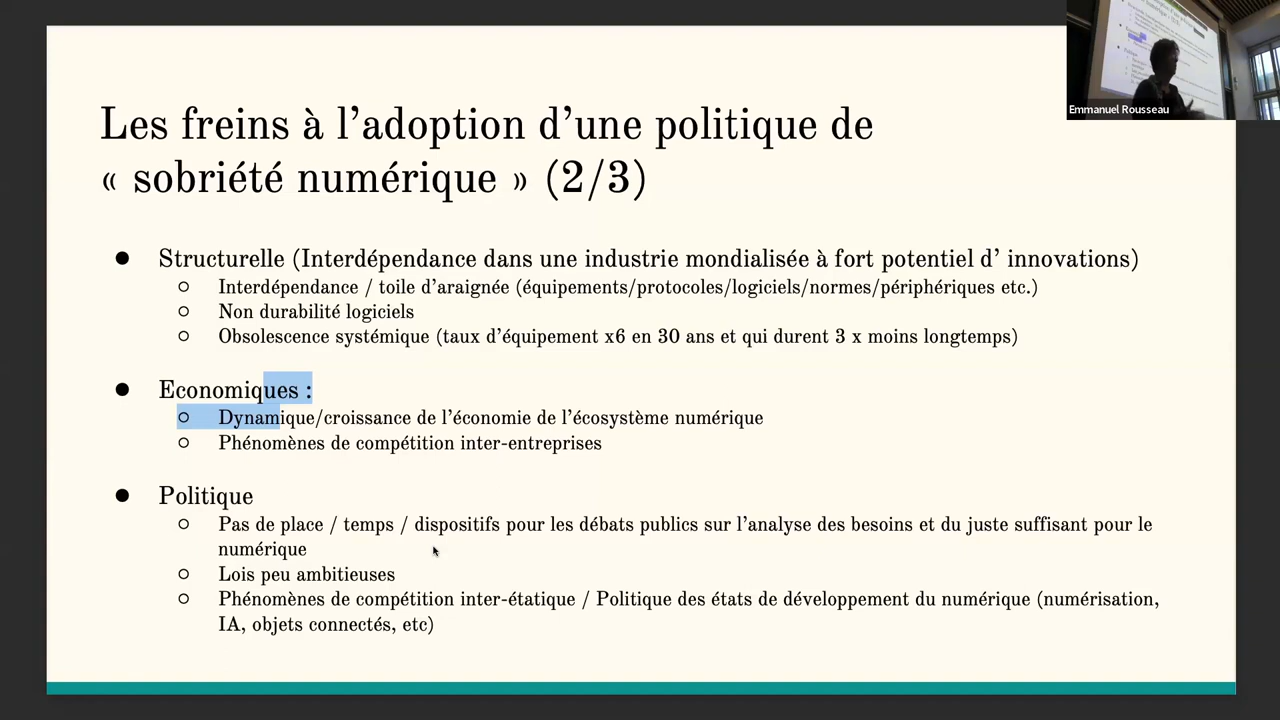 Les freins à l’adoption d’une politique de
« sobriété numérique » (2/3)
Emmanuel Rousseau
● Structurelle (Interdépendance dans une industrie mondialisée à fort potentiel d’ innovations)
○ Interdépendance / toile d’araignée (équipements/protocoles/logiciels/normes/périphériques etc.)
○ Non durabilité logiciels
○ Obsolescence systémique (taux d’équipement x6 en 30 ans et qui durent 3 x moins longtemps)
● Economiques :
○ Dynamique/croissance de l’économie de l’écosystème numérique
○ Phénomènes de compétition inter-entreprises
● Politique
○ Pas de place / temps / dispositifs pour les débats publics sur l’analyse des besoins et du juste suffisant pour le
numérique
○ Lois peu ambitieuses
○ Phénomènes de compétition inter-étatique / Politique des états de développement du numérique (numérisation,
IA, objets connectés, etc)